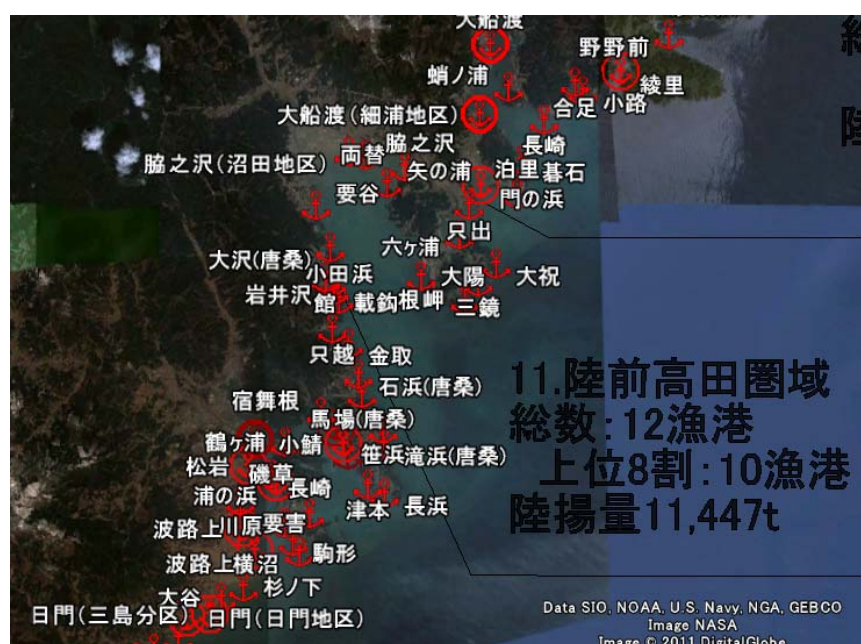 大船渡
野野前
綾里
蛸ノ浦
小路
合足
大船渡(細浦地区)
脇之沢
長崎
両替
脇之沢(沼田地区)
矢の浦
泊里
碁石
要谷
門の浜
只出
六ケ浦
大沢(唐桑)
小田浜
大陽
大祝
岩井沢
館
載鈎
根岬
三鏡
只越
金取
石浜(唐桑)
11.陸前高田圏域
総数:12漁港
上位8割:10漁港
陸揚量11,447t
宿舞根
馬場(唐桑)
鶴ケ浦
小鯖
笹浜
滝浜(唐桑)
松岩
磯草
浦の浜
長崎
津本
長浜
波路上
川原
要害
波路上横沼
駒形
大谷
杉ノ下
日門(三島分区)
日門(日門地区)
Data SIO, NOAA, U.S. Navy, NGA, GEBCO
Image NASA
Image © 2011 DigitalGlobe